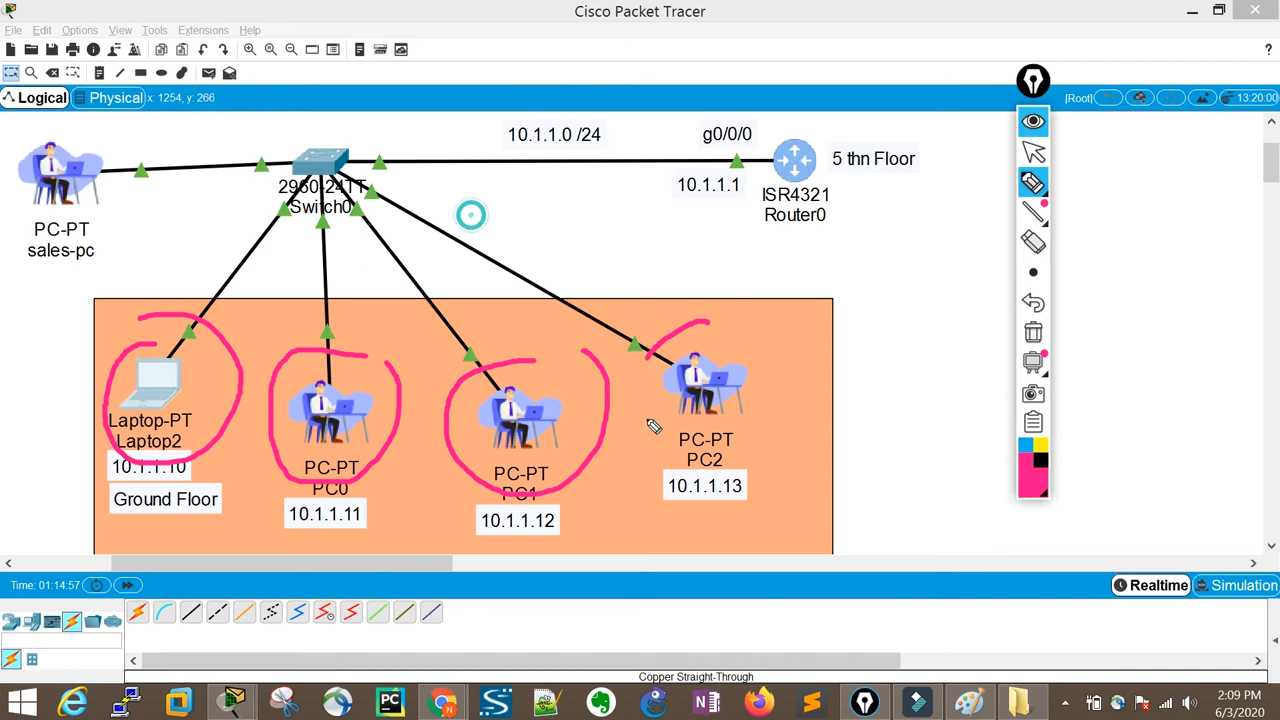 Cisco Packet Tracer
File Edit Options View Tools Extensions Help
?
Logical Physical x: 1254, y: 266 [Root] 13:20:00
10.1.1.0 /24
g0/0/0
5 thn Floor
10.1.1.1
2960-24TT
Switch0
ISR4321
Router0
PC-PT
sales-pc
Laptop-PT
Laptop2
10.1.1.10
Ground Floor
PC-PT
PC0
10.1.1.11
PC-PT
PC1
10.1.1.12
PC-PT
PC2
10.1.1.13
Time: 01:14:57 Realtime Simulation
Copper Straight-Through
PC
2:09 PM
6/3/2020